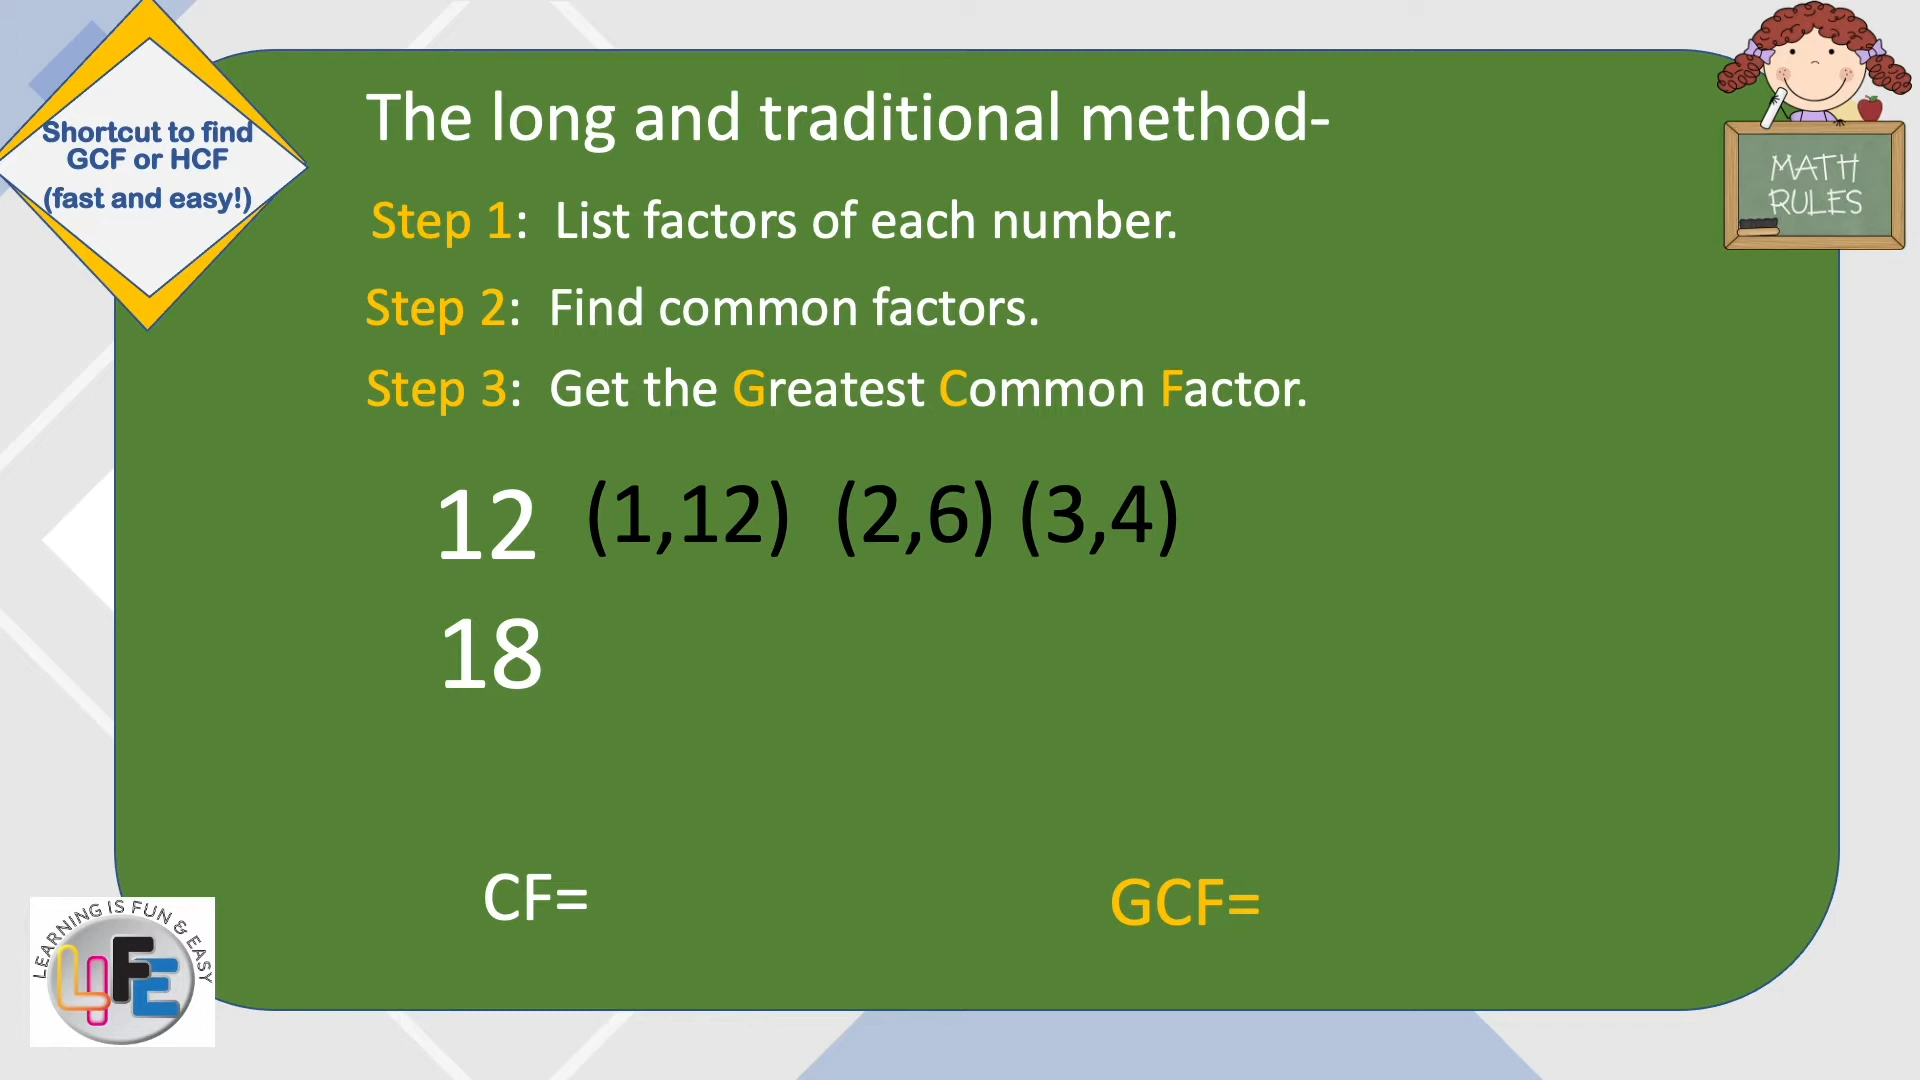 Shortcut to find
GCF or HCF
(fast and easy!)
The long and traditional method-
Step 1:  List factors of each number.
Step 2:  Find common factors.
Step 3:  Get the Greatest Common Factor.
12 (1,12) (2,6) (3,4)
18
CF=
GCF=
MATH
RULES
LEARNING IS FUN & EASY
L4FE